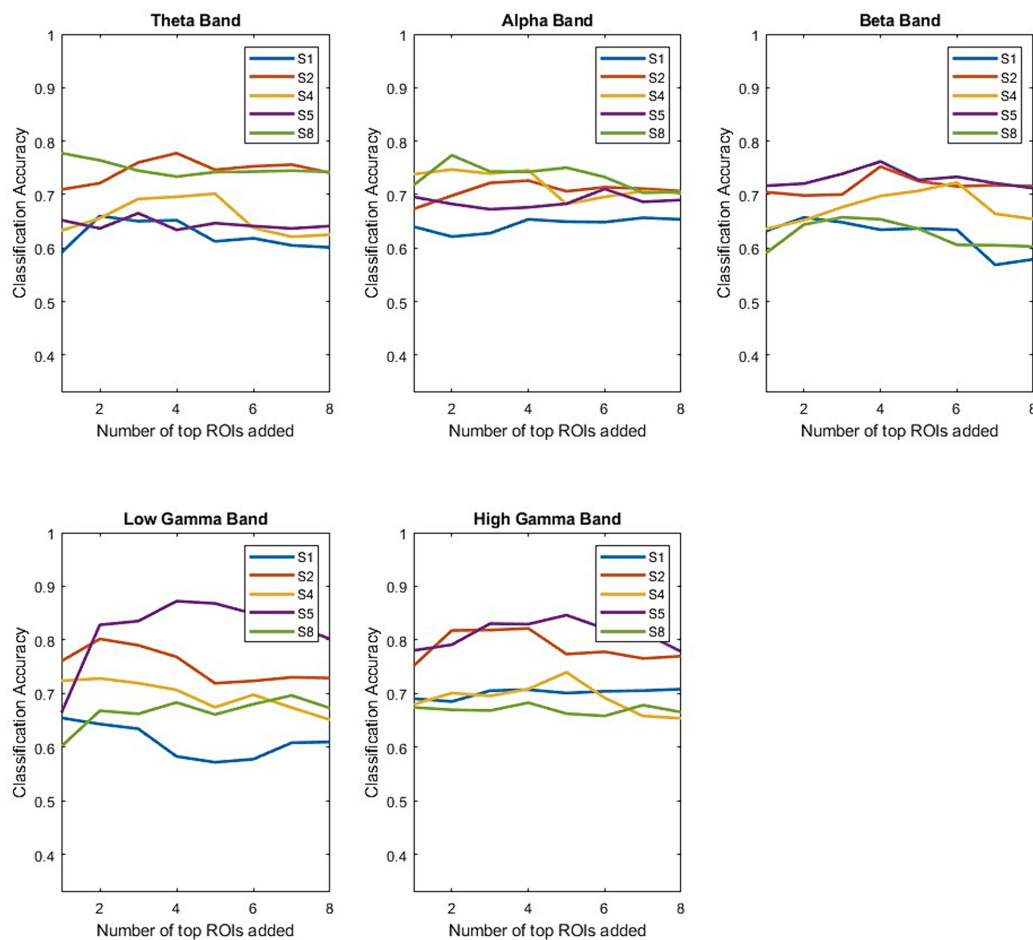 Theta Band
Alpha Band
Beta Band
1
0.9
0.8
0.7
0.6
0.5
0.4
Classification Accuracy
S1
S2
S4
S5
S8
2
4
6
8
Number of top ROIs added
1
0.9
0.8
0.7
0.6
0.5
0.4
Classification Accuracy
S1
S2
S4
S5
S8
2
4
6
8
Number of top ROIs added
1
0.9
0.8
0.7
0.6
0.5
0.4
Classification Accuracy
S1
S2
S4
S5
S8
2
4
6
8
Number of top ROIs added
Low Gamma Band
High Gamma Band
1
0.9
0.8
0.7
0.6
0.5
0.4
Classification Accuracy
S1
S2
S4
S5
S8
2
4
6
8
Number of top ROIs added
1
0.9
0.8
0.7
0.6
0.5
0.4
Classification Accuracy
S1
S2
S4
S5
S8
2
4
6
8
Number of top ROIs added